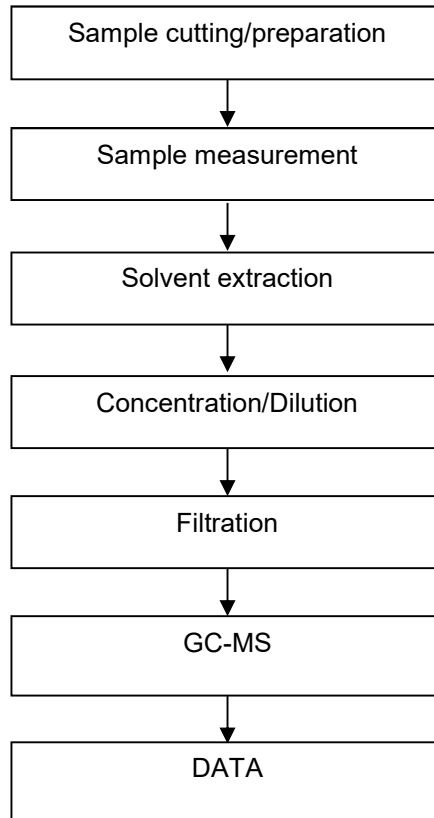 Sample cutting/preparation
Sample measurement
Solvent extraction
Concentration/Dilution
Filtration
GC-MS
DATA